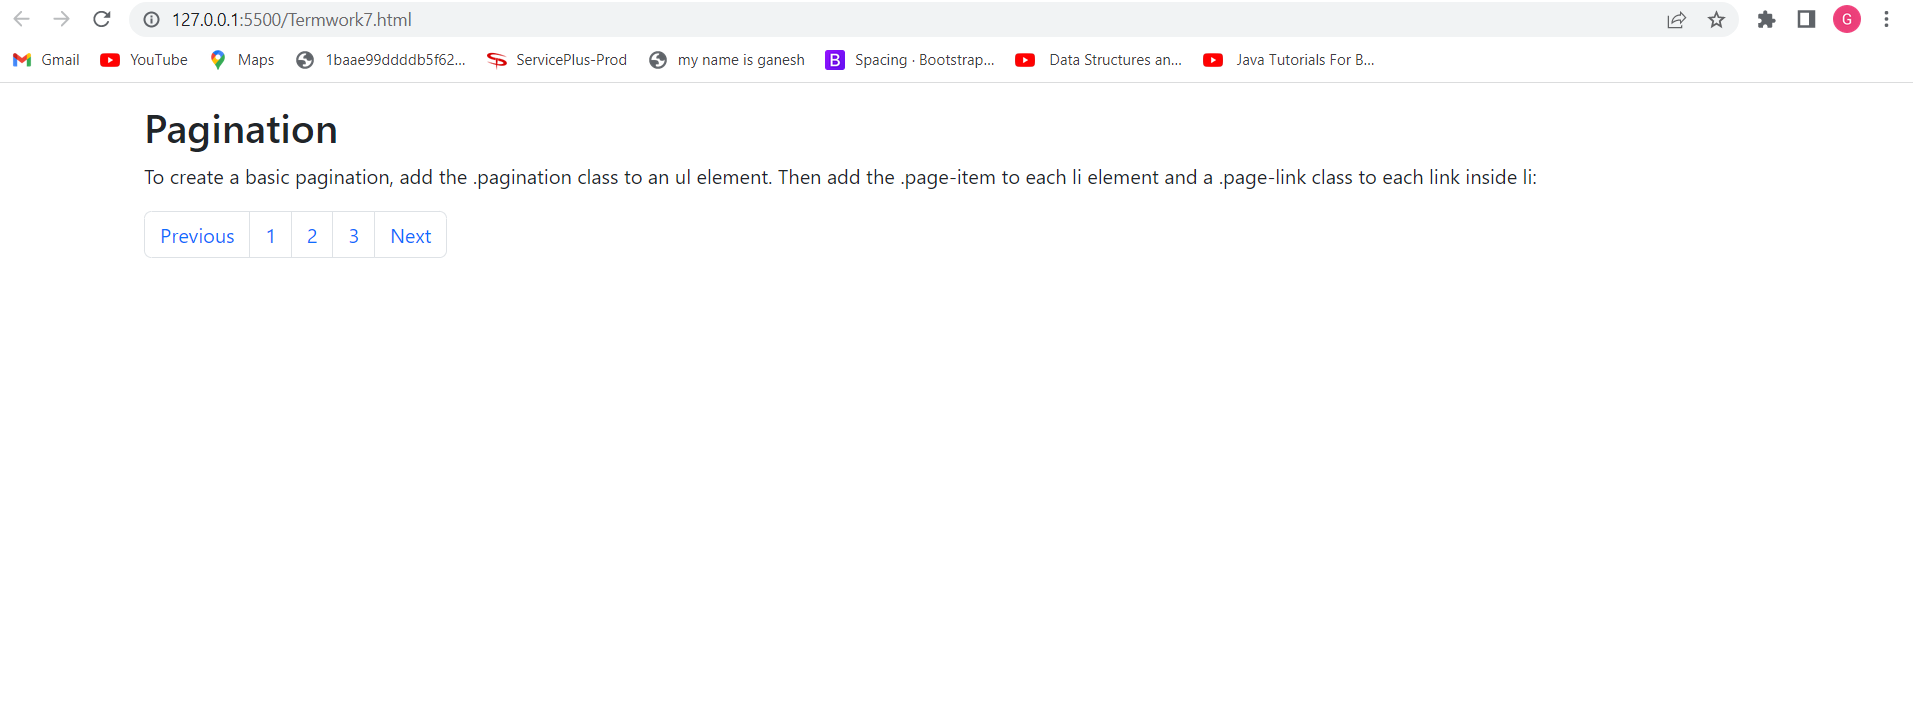 127.0.0.1:5500/Termwork7.html
G
Gmail YouTube Maps 1baae99ddddb5f62... ServicePlus-Prod my name is ganesh B Spacing · Bootstrap... Data Structures an... Java Tutorials For B...
Pagination
To create a basic pagination, add the .pagination class to an ul element. Then add the .page-item to each li element and a .page-link class to each link inside li:
Previous 1 2 3 Next